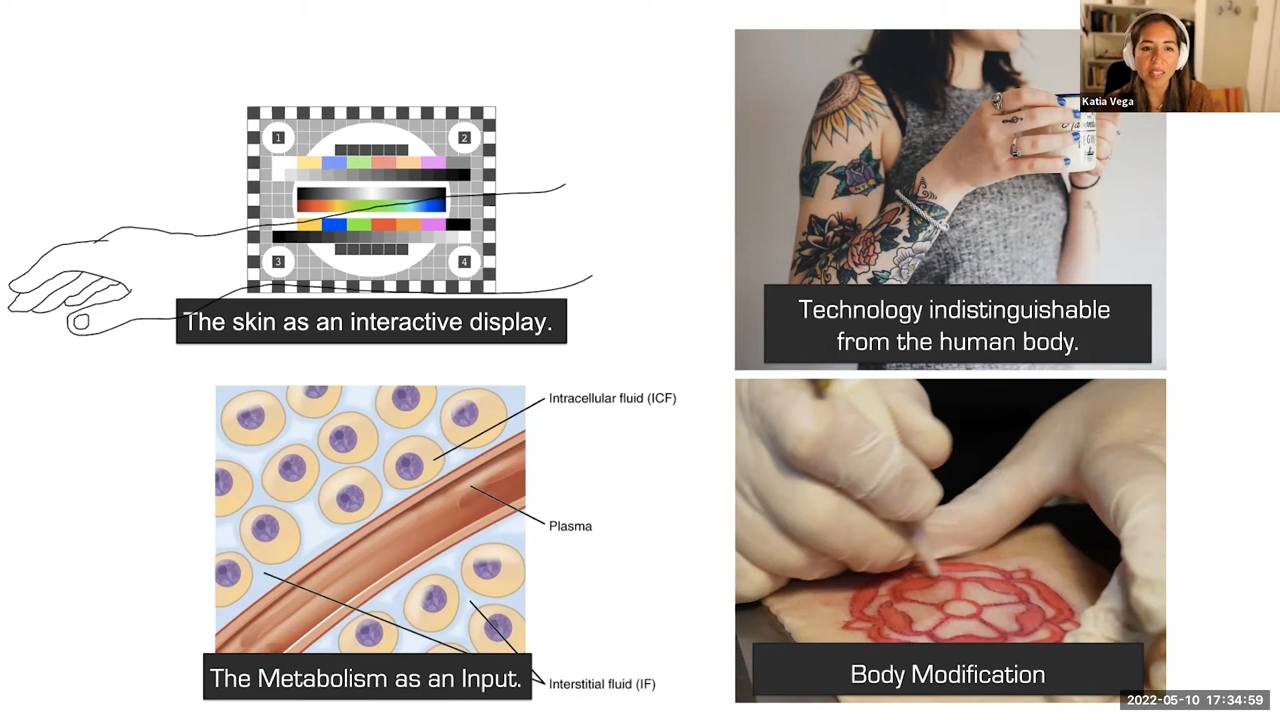 1
2
3
4
The skin as an interactive display.
Katia Vega
Technology indistinguishable
from the human body.
Intracellular fluid (ICF)
Plasma
Interstitial fluid (IF)
The Metabolism as an Input.
Body Modification
2022-05-10 17:34:59